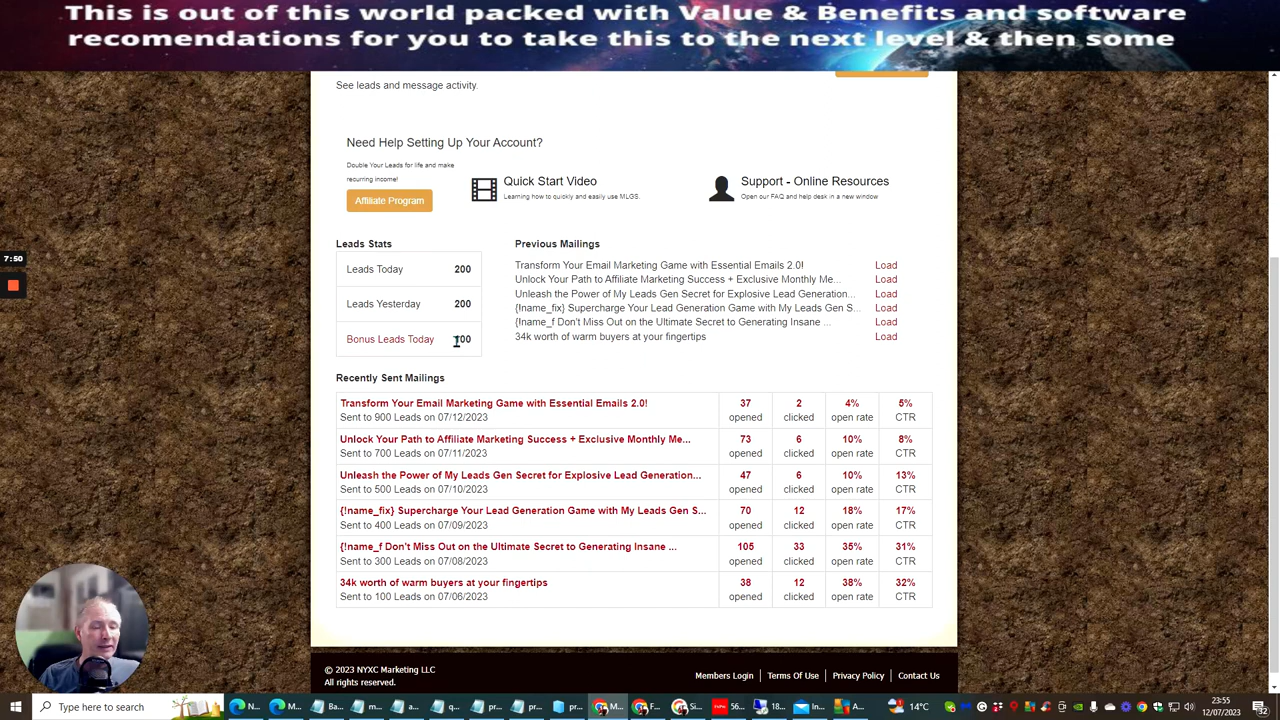 This is out of this world packed with Value & Benefits and software
recomendations for you to take this to the next level & then some
See leads and message activity.
Need Help Setting Up Your Account?
Double Your Leads for life and make
recurring income!
Affiliate Program
Quick Start Video
Learning how to quickly and easily use MLGS.
Support - Online Resources
Open our FAQ and help desk in a new window
7:50
Leads Stats
Leads Today 200
Leads Yesterday 200
Bonus Leads Today
Previous Mailings
Transform Your Email Marketing Game with Essential Emails 2.0! Load
Unlock Your Path to Affiliate Marketing Success + Exclusive Monthly Me... Load
Unleash the Power of My Leads Gen Secret for Explosive Lead Generation... Load
{!name_fix} Supercharge Your Lead Generation Game with My Leads Gen S... Load
{!name_f Don't Miss Out on the Ultimate Secret to Generating Insane ... Load
34k worth of warm buyers at your fingertips Load
Recently Sent Mailings
Transform Your Email Marketing Game with Essential Emails 2.0! 37 2 4% 5%
Sent to 900 Leads on 07/12/2023 opened clicked open rate CTR
Unlock Your Path to Affiliate Marketing Success + Exclusive Monthly Me... 73 6 10% 8%
Sent to 700 Leads on 07/11/2023 opened clicked open rate CTR
Unleash the Power of My Leads Gen Secret for Explosive Lead Generation... 47 6 10% 13%
Sent to 500 Leads on 07/10/2023 opened clicked open rate CTR
{!name_fix} Supercharge Your Lead Generation Game with My Leads Gen S... 70 12 18% 17%
Sent to 400 Leads on 07/09/2023 opened clicked open rate CTR
{!name_f Don't Miss Out on the Ultimate Secret to Generating Insane ... 105 33 35% 31%
Sent to 300 Leads on 07/08/2023 opened clicked open rate CTR
34k worth of warm buyers at your fingertips 38 12 38% 32%
Sent to 100 Leads on 07/06/2023 opened clicked open rate CTR
© 2023 NYXC Marketing LLC
All rights reserved.
Members Login Terms Of Use Privacy Policy Contact Us
Type here to search
N... M... Ba... m... a... q... pr... pr... pr... M... F... Si... 56... 18... In... A...
14°C
23:55
12/07/2023